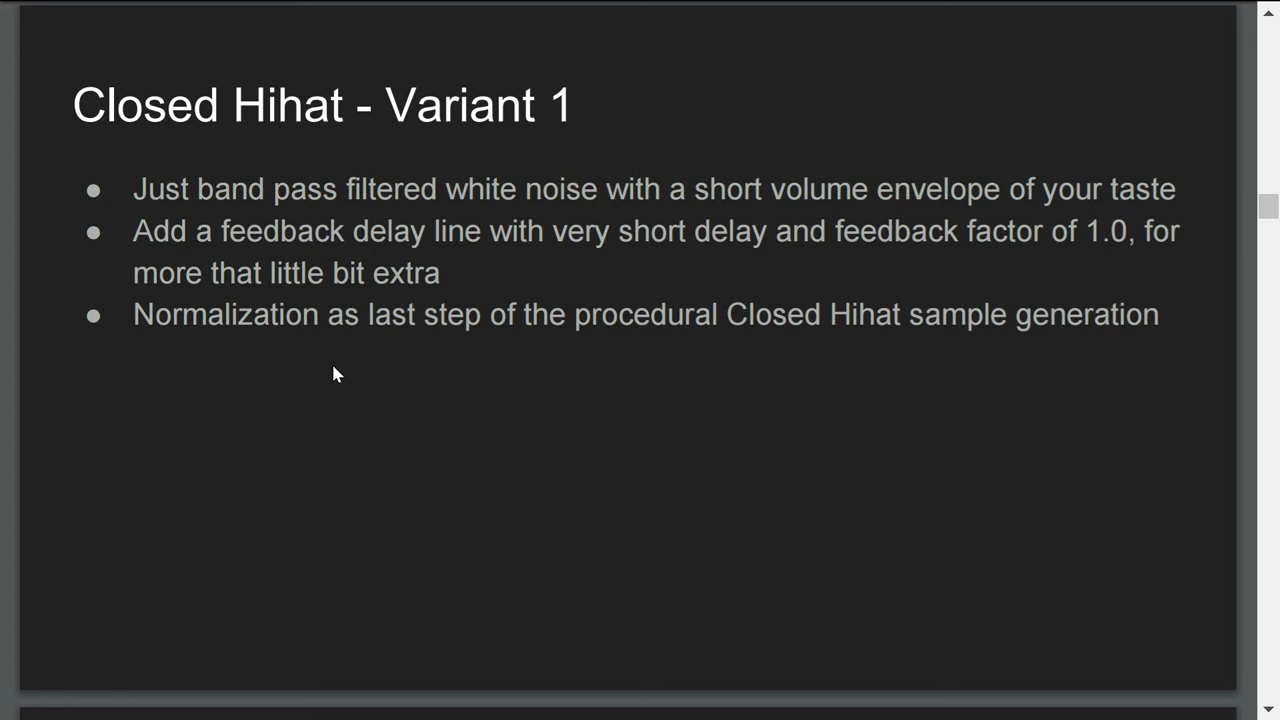 Closed Hihat - Variant 1
● Just band pass filtered white noise with a short volume envelope of your taste
● Add a feedback delay line with very short delay and feedback factor of 1.0, for
more that little bit extra
● Normalization as last step of the procedural Closed Hihat sample generation